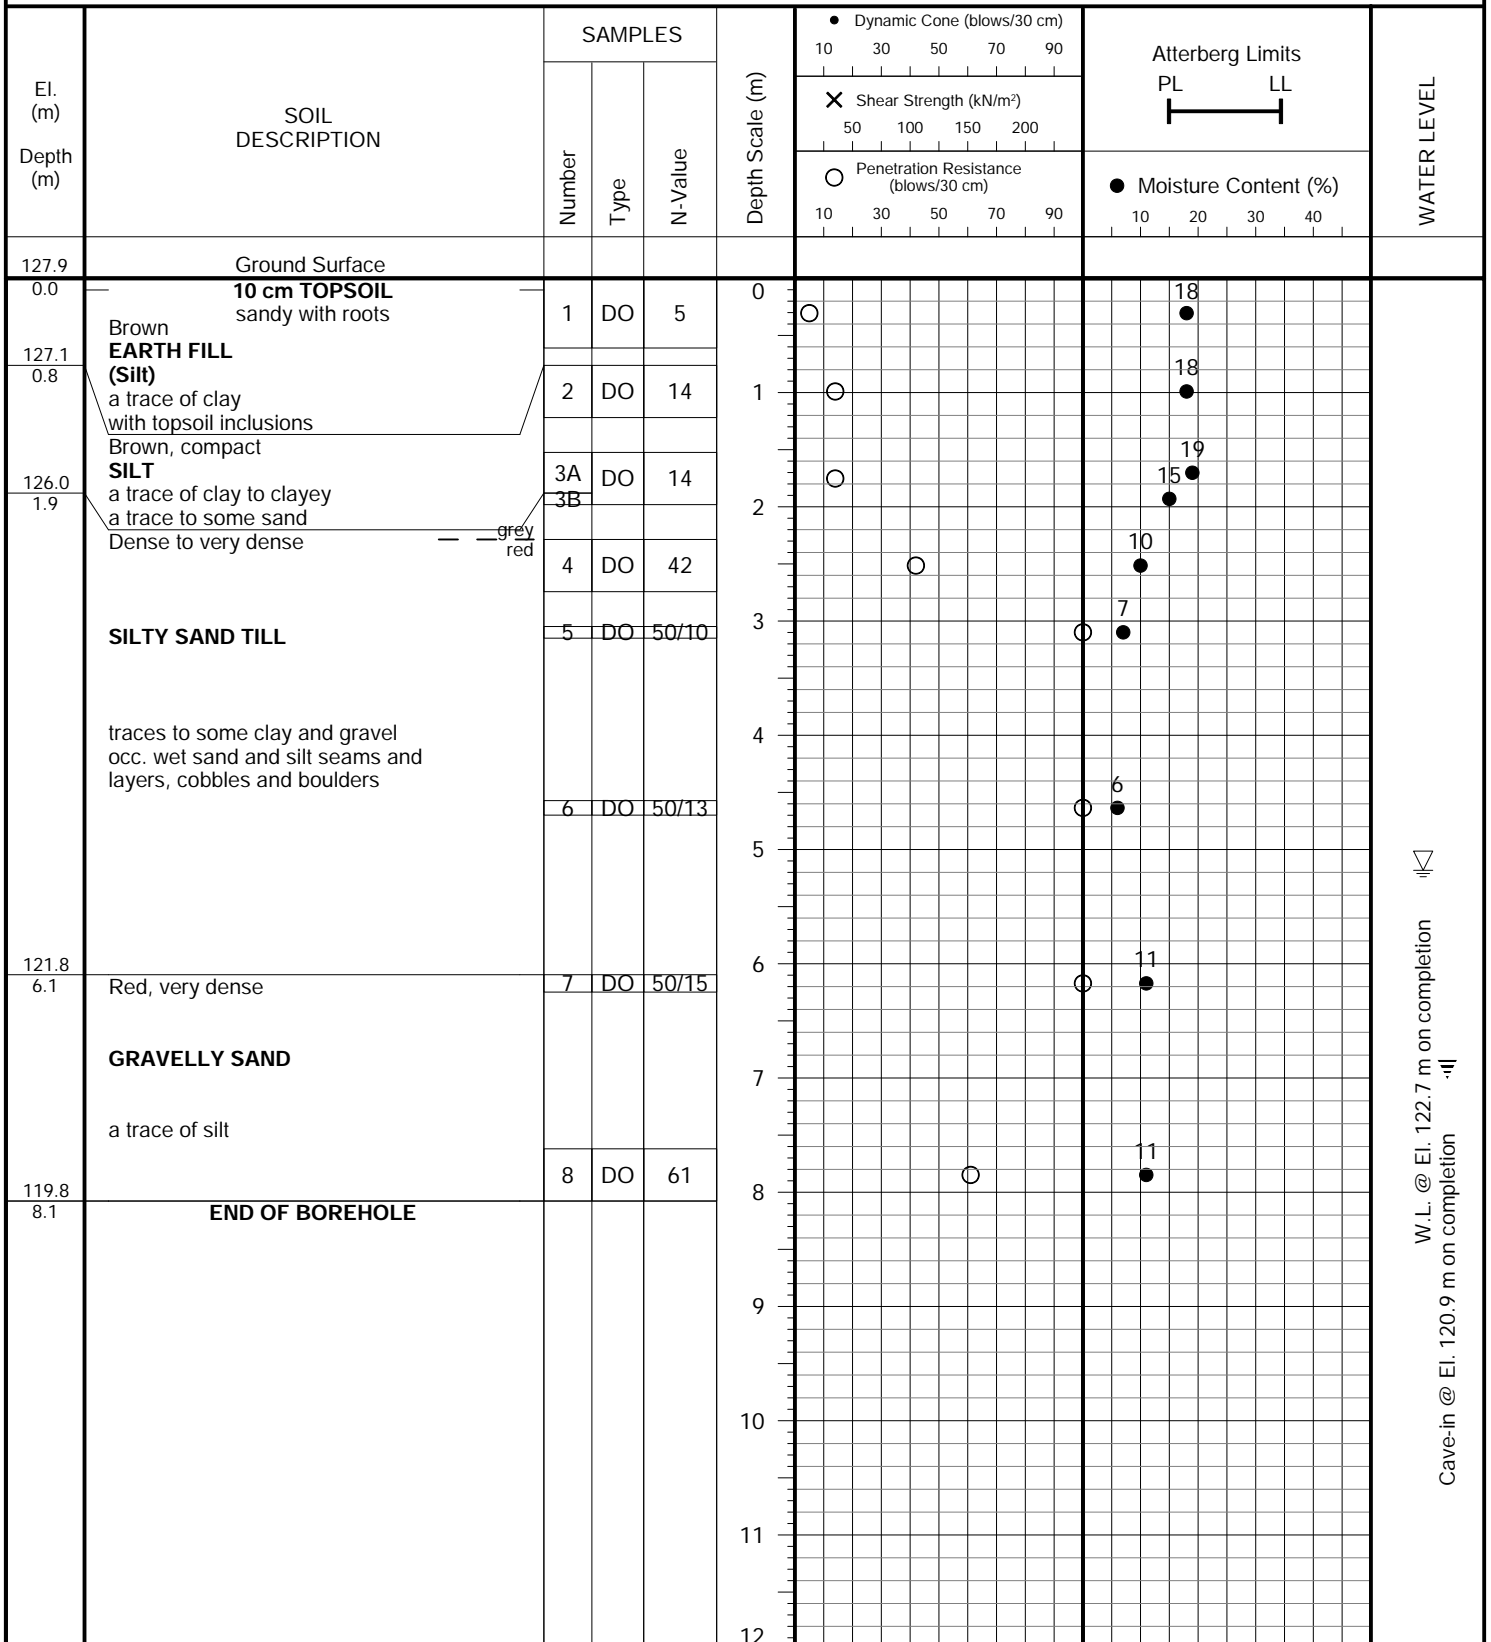 El.
(m)
Depth
(m)
SOIL
DESCRIPTION
SAMPLES
Number
Type
N-Value
Depth Scale (m)
Dynamic Cone (blows/30 cm)
10 30 50 70 90
Shear Strength (kN/m²)
50 100 150 200
Penetration Resistance
(blows/30 cm)
10 30 50 70 90
Atterberg Limits
PL LL
Moisture Content (%)
10 20 30 40
WATER LEVEL
127.9 Ground Surface
0.0 10 cm TOPSOIL
sandy with roots
Brown
EARTH FILL
(Silt)
a trace of clay
with topsoil inclusions
127.1
0.8
Brown, compact
SILT
a trace of clay to clayey
a trace to some sand
126.0
1.9
Dense to very dense
grey
red
SILTY SAND TILL
traces to some clay and gravel
occ. wet sand and silt seams and
layers, cobbles and boulders
121.8
6.1 Red, very dense
GRAVELLY SAND
a trace of silt
119.8
8.1 END OF BOREHOLE
1 DO 5
2 DO 14
3A DO 14
3B
4 DO 42
5 DO 50/10
6 DO 50/13
7 DO 50/15
8 DO 61
0
1
2
3
4
5
6
7
8
9
10
11
12
18
18
19
15
10
7
6
11
11
W.L. @ El. 122.7 m on completion
Cave-in @ El. 120.9 m on completion